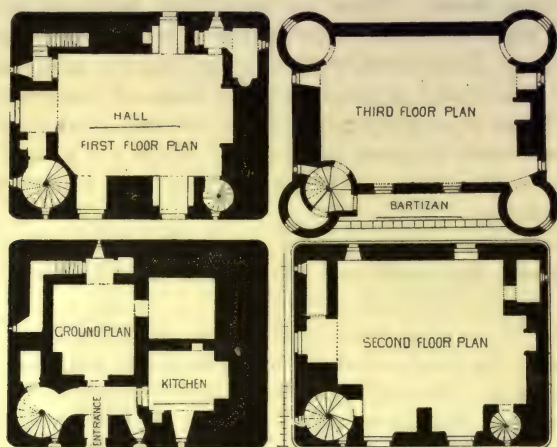 HALL
FIRST FLOOR PLAN
THIRD FLOOR PLAN
BARTIZAN
GROUND PLAN
KITCHEN
ENTRANCE
SECOND FLOOR PLAN